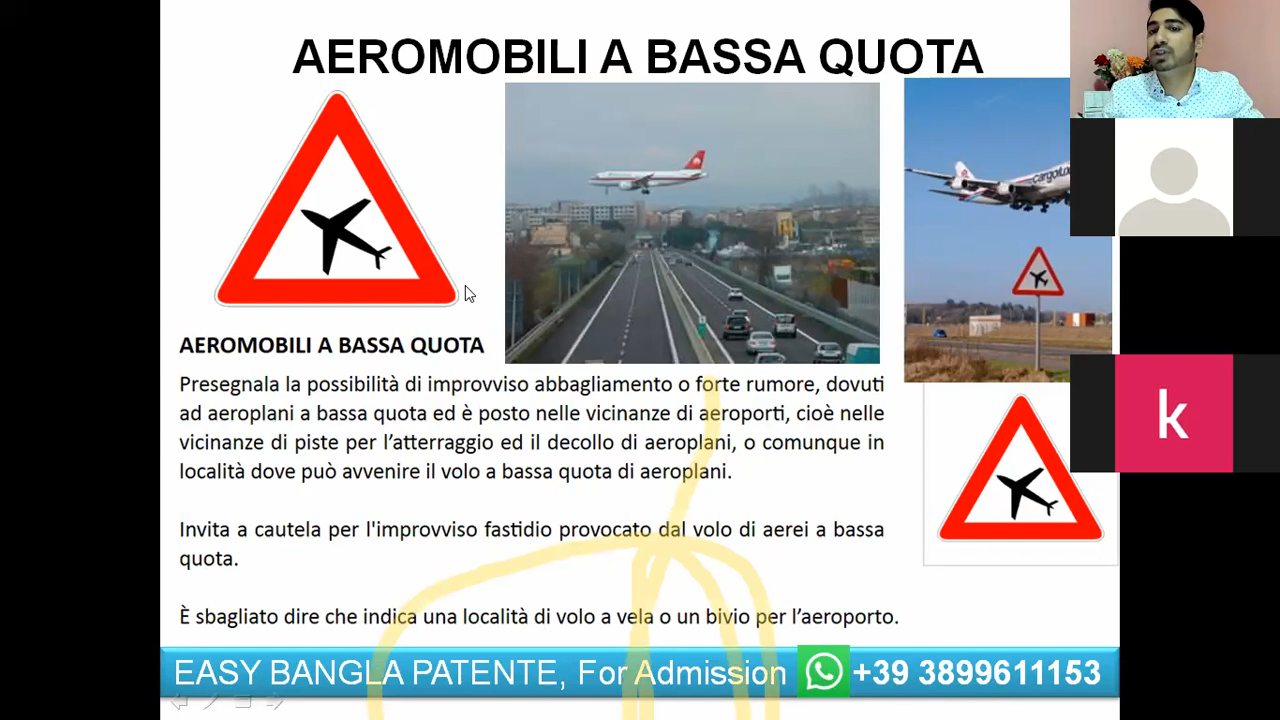 AEROMOBILI A BASSA QUOTA
cargolux
k
AEROMOBILI A BASSA QUOTA
Presegnala la possibilità di improvviso abbagliamento o forte rumore, dovuti
ad aeroplani a bassa quota ed è posto nelle vicinanze di aeroporti, cioè nelle
vicinanze di piste per l'atterraggio ed il decollo di aeroplani, o comunque in
località dove può avvenire il volo a bassa quota di aeroplani.
Invita a cautela per l'improvviso fastidio provocato dal volo di aerei a bassa
quota.
È sbagliato dire che indica una località di volo a vela o un bivio per l'aeroporto.
EASY BANGLA PATENTE, For Admission +39 3899611153